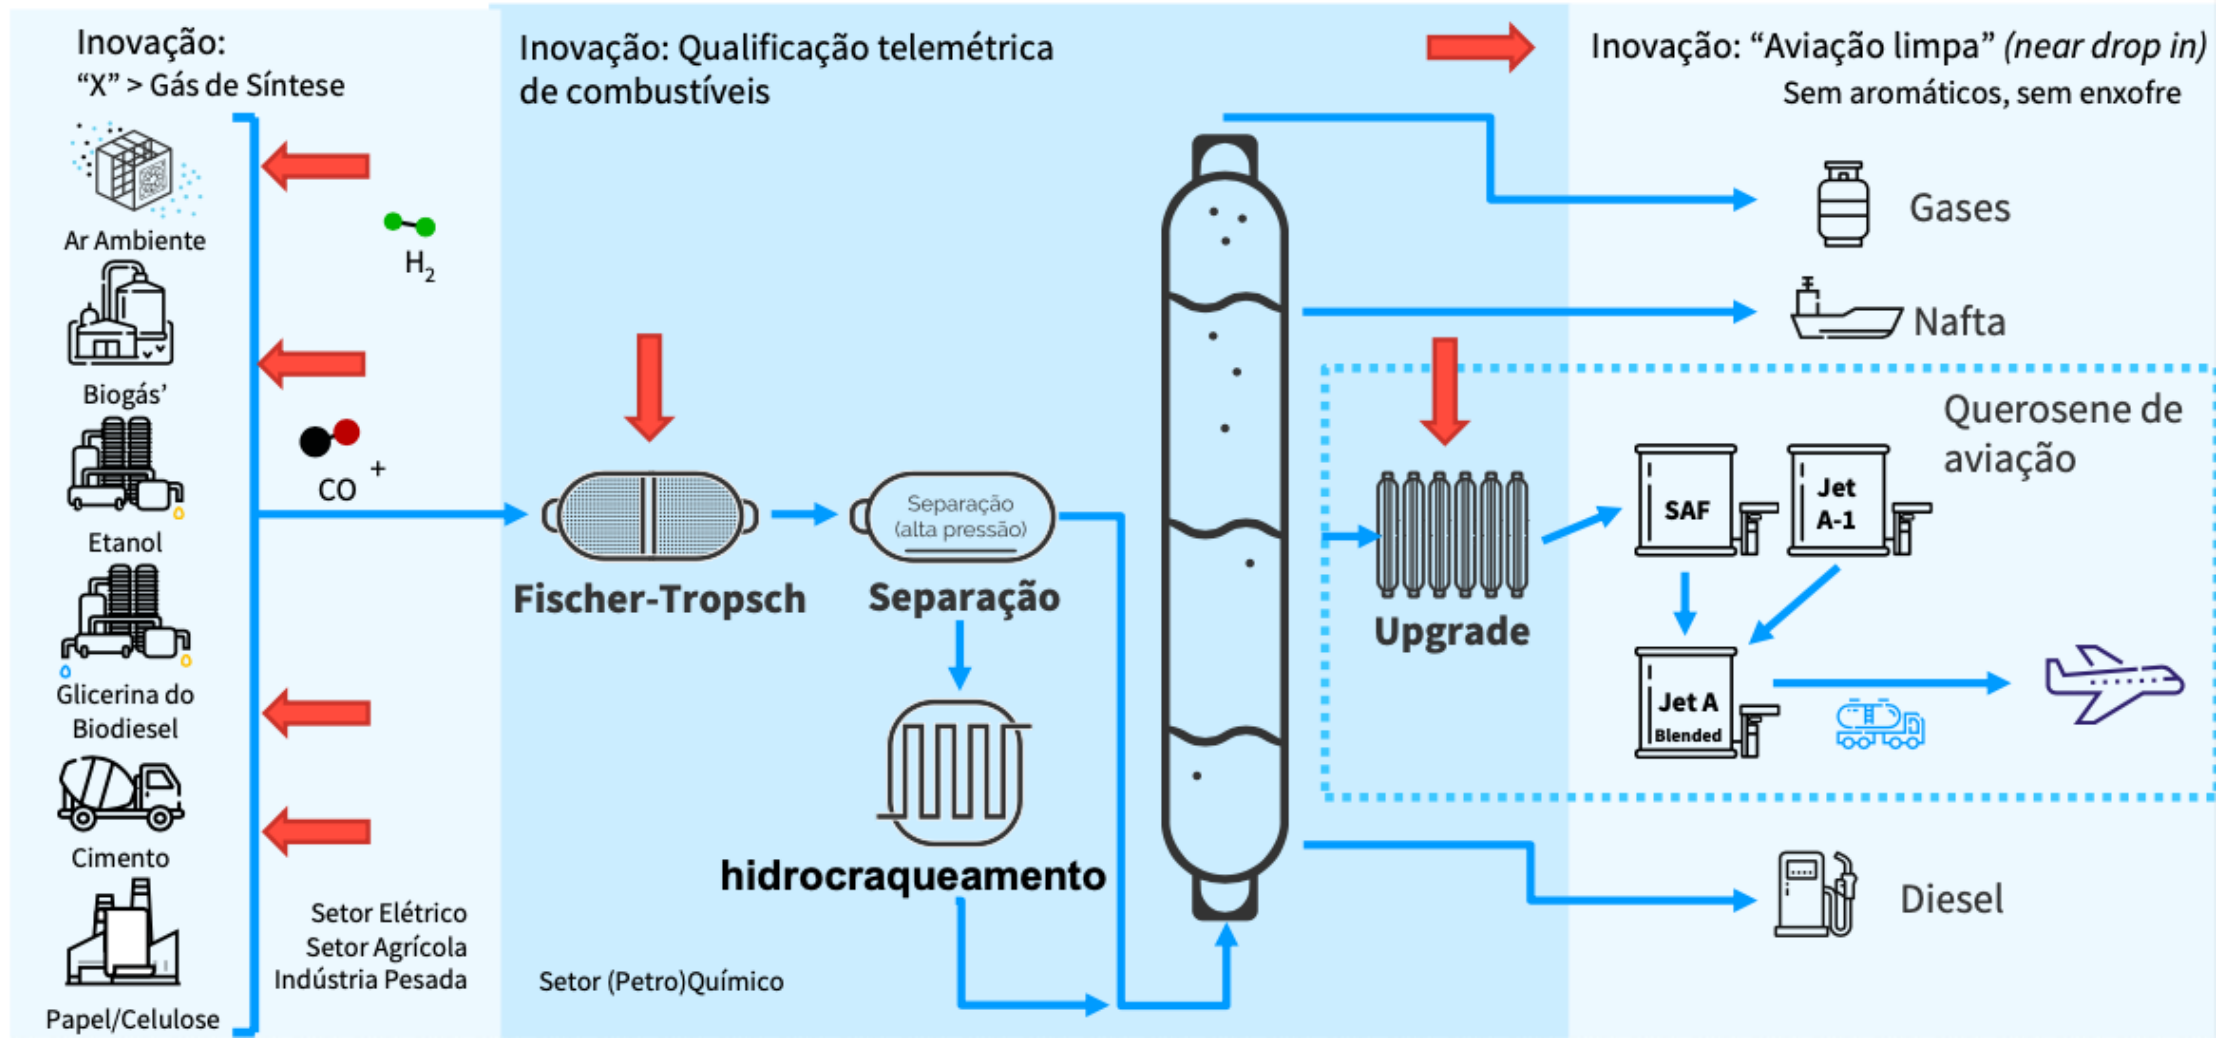 Inovação:
“X” > Gás de Síntese
Ar Ambiente
Biogás’
Etanol
Glicerina do
Biodiesel
Cimento
Papel/Celulose
H2
CO
+
Setor Elétrico
Setor Agrícola
Indústria Pesada
Inovação: Qualificação telemétrica
de combustíveis
Fischer-Tropsch
Separação
(alta pressão)
Separação
hidrocraqueamento
Setor (Petro)Químico
Upgrade
Inovação: “Aviação limpa” (near drop in)
Sem aromáticos, sem enxofre
Gases
Nafta
Querosene de
aviação
SAF
Jet
A-1
Jet A
Blended
Diesel